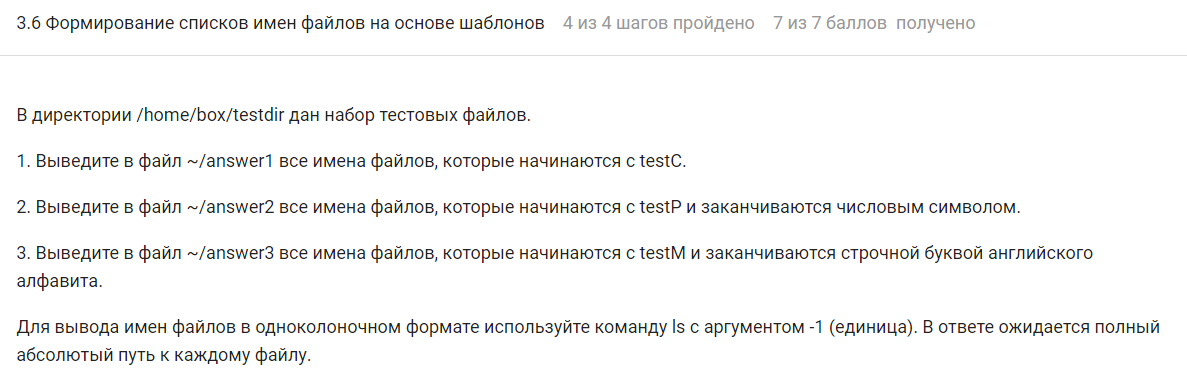 3.6 Формирование списков имен файлов на основе шаблонов 4 из 4 шагов пройдено 7 из 7 баллов получено
В директории /home/box/testdir дан набор тестовых файлов.
1. Выведите в файл ~/answer1 все имена файлов, которые начинаются с testC.
2. Выведите в файл ~/answer2 все имена файлов, которые начинаются с testP и заканчиваются числовым символом.
3. Выведите в файл ~/answer3 все имена файлов, которые начинаются с testM и заканчиваются строчной буквой английского
алфавита.
Для вывода имен файлов в одноколоночном формате используйте команду ls с аргументом -1 (единица). В ответе ожидается полный
абсолютый путь к каждому файлу.